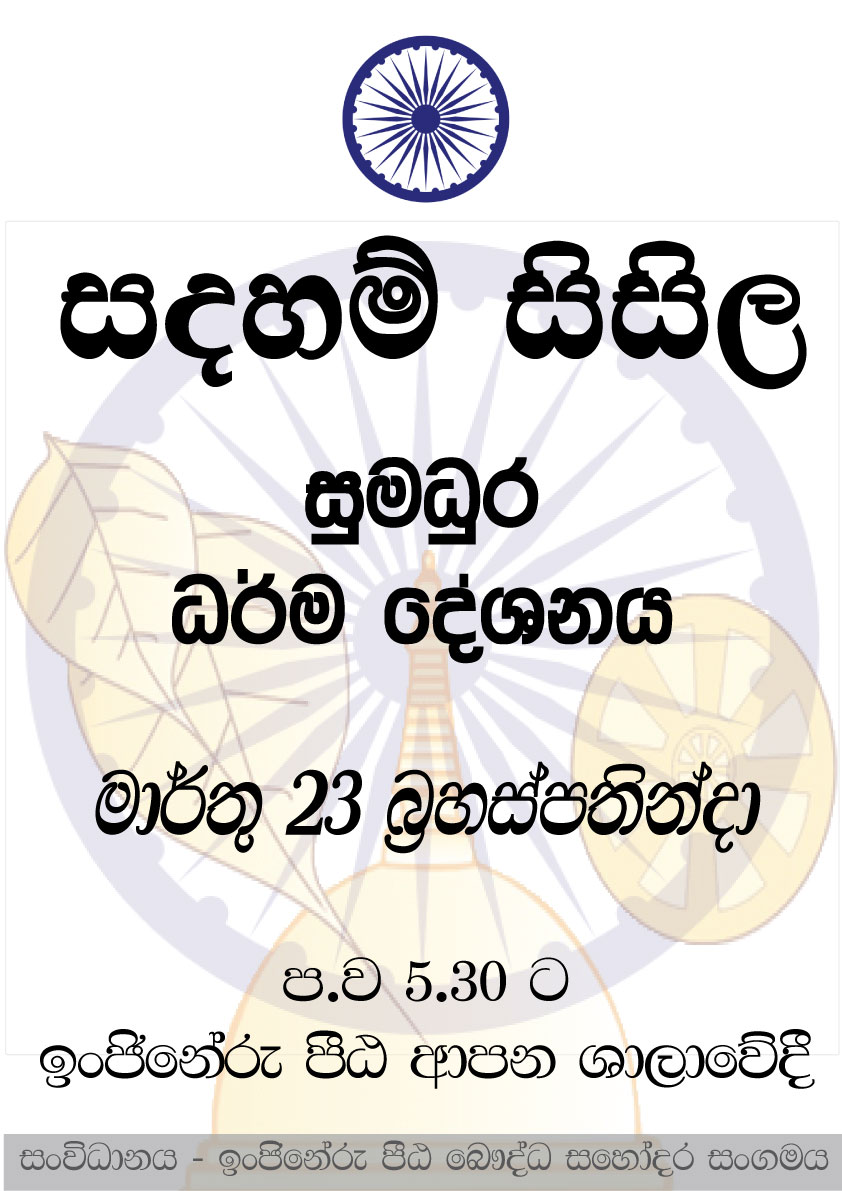 සදහම් සිසිල
සුමධුර
ධර්ම දේශනය
මාර්තු 23 බ්‍රහස්පතින්දා
ප.ව 5.30 ට
ඉංජිනේරු පීඨ ආපන ශාලාවේදී
සංවිධානය - ඉංජිනේරු පීඨ බෞද්ධ සහෝදර සංගමය